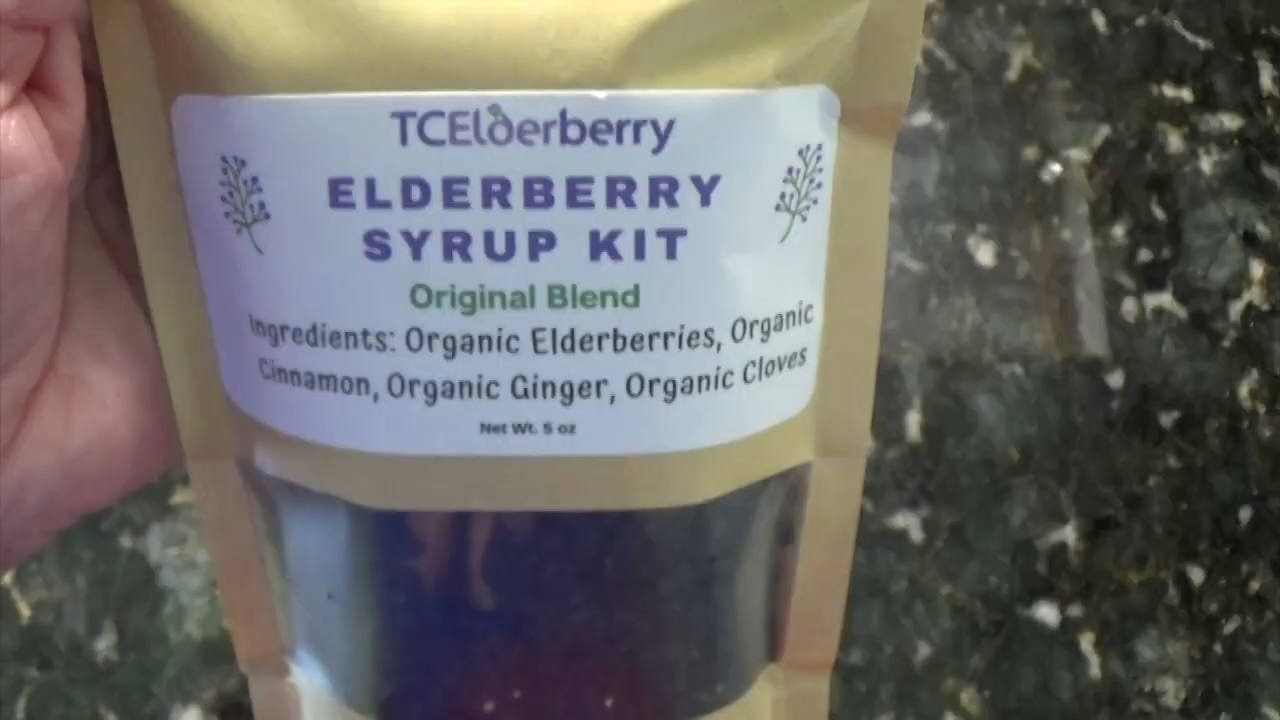 TCElderberry
ELDERBERRY
SYRUP KIT
Original Blend
Ingredients: Organic Elderberries, Organic
Cinnamon, Organic Ginger, Organic Cloves
Net Wt. 5 oz